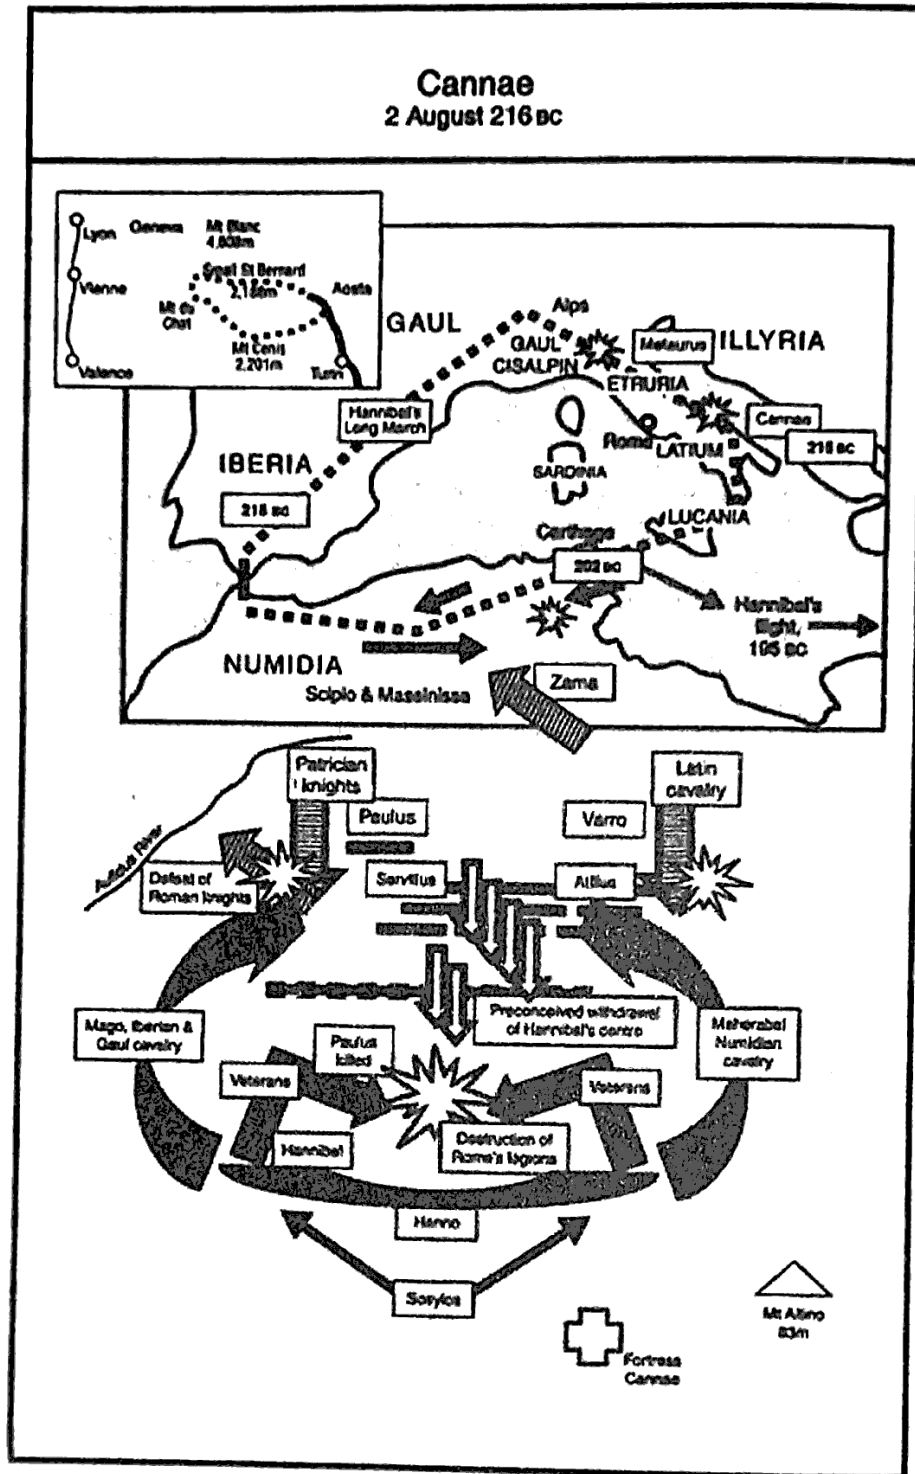 Cannae
2 August 216 BC
Lyon
Geneva
Mt Blanc
4,808m
Vienne
Small St Bernard
2,188m
Aosta
Mt du
Chat
Mt Cenis
2,201m
Valence
Turin
GAUL
Alps
GAUL
CISALPIN
Metaurus
ILLYRIA
ETRURIA
Hannibal's
Long March
Cannae
216 BC
Rome
LATIUM
IBERIA
SARDINIA
218 BC
LUCANIA
Carthage
202 BC
Hannibal's
flight,
195 BC
NUMIDIA
Scipio & Massinissa
Zama
Patrician
knights
Latin
cavalry
Paulus
Varro
Aufidus River
Defeat of
Roman knights
Servilius
Atilius
Mago, Iberian &
Gaul cavalry
Preconceived withdrawal
of Hannibal's centre
Maherabal
Numidian
cavalry
Paulus
killed
Veterans
Veterans
Hannibal
Destruction of
Rome's legions
Hanno
Sosylos
Mt Altino
83m
Fortress
Cannae